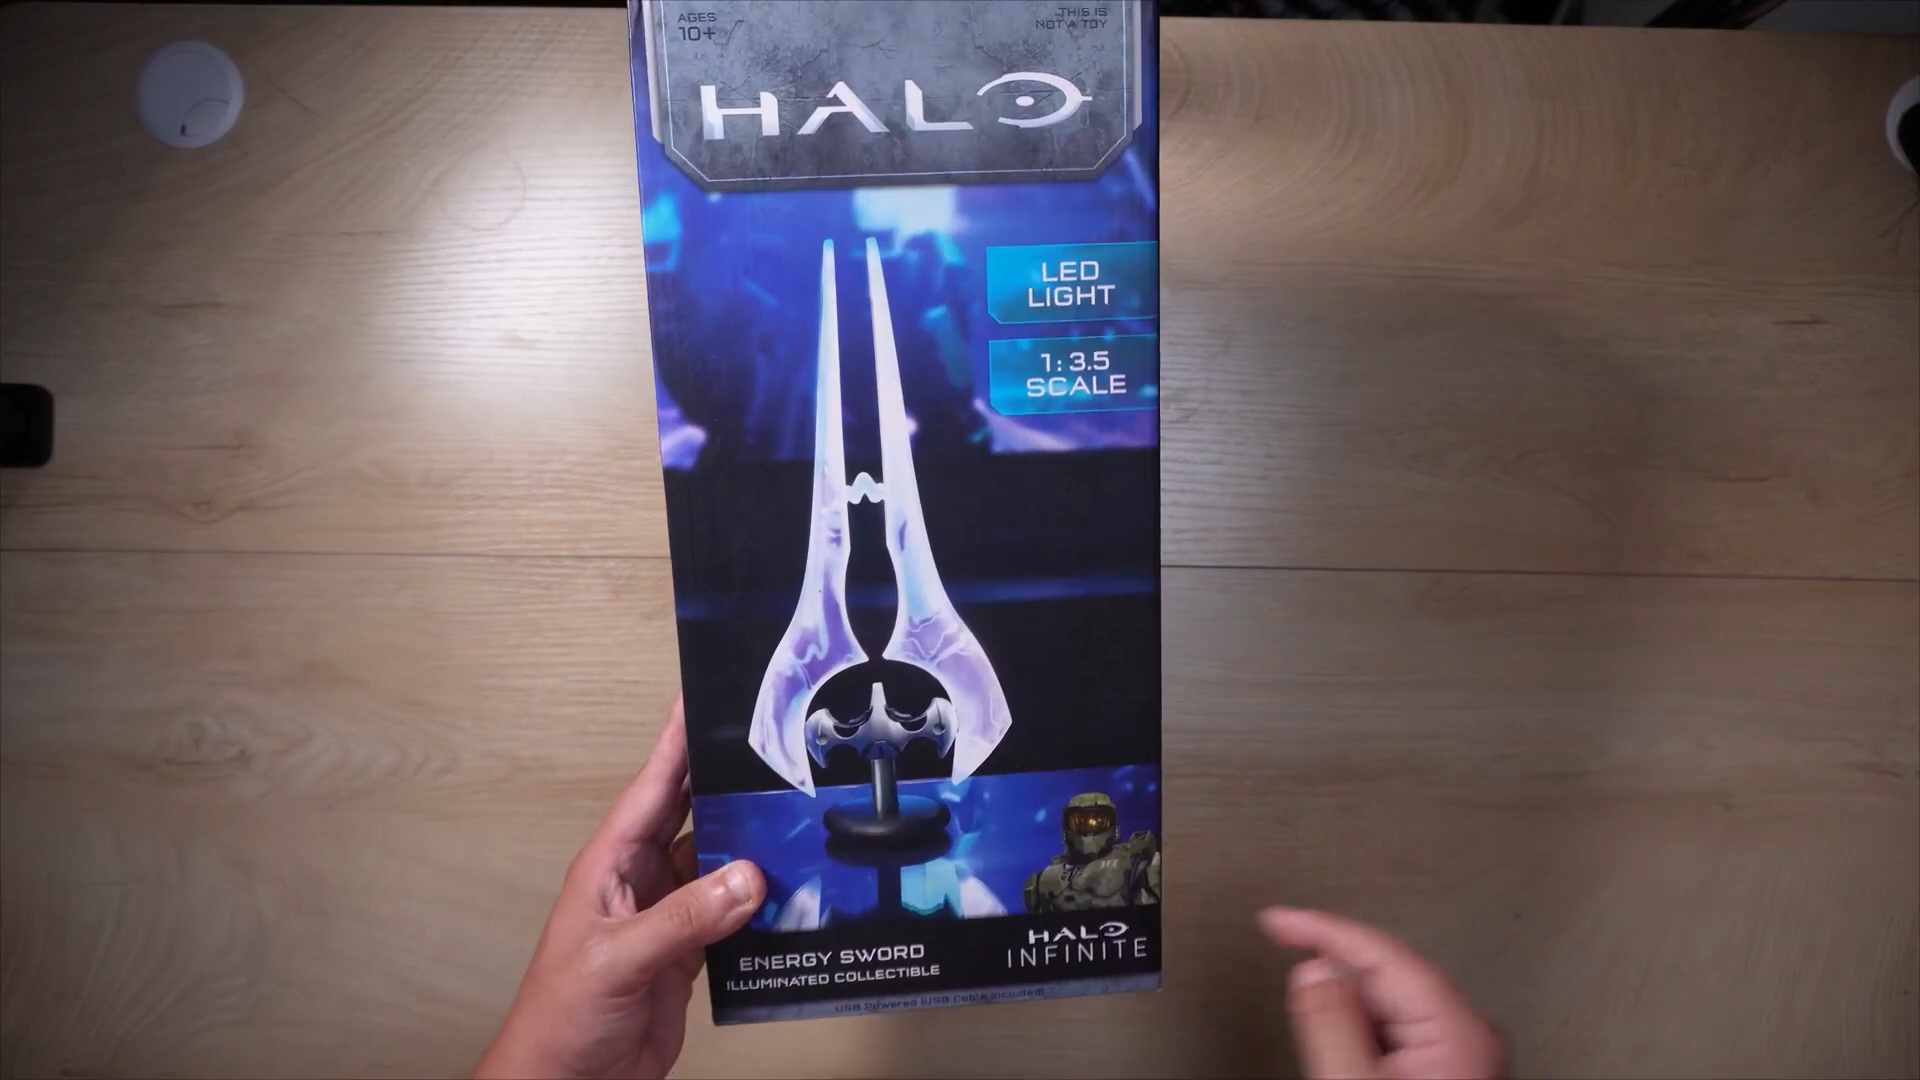 AGES
10+
THIS IS
NOT A TOY
HALO
LED
LIGHT
1:3.5
SCALE
ENERGY SWORD
ILLUMINATED COLLECTIBLE
HALO
INFINITE
USB Powered (USB Cable Included)